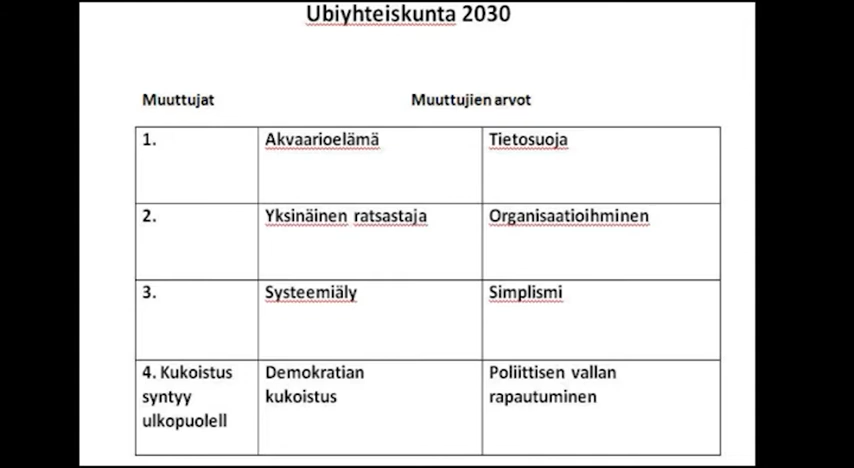 Ubiyhteiskunta 2030
Muuttujat Muuttujien arvot
1. Akvaarioelämä Tietosuoja
2. Yksinäinen ratsastaja Organisaatioihminen
3. Systeemiäly Simplismi
4. Kukoistus Demokratian Poliittisen vallan
syntyy kukoistus rapautuminen
ulkopuolell